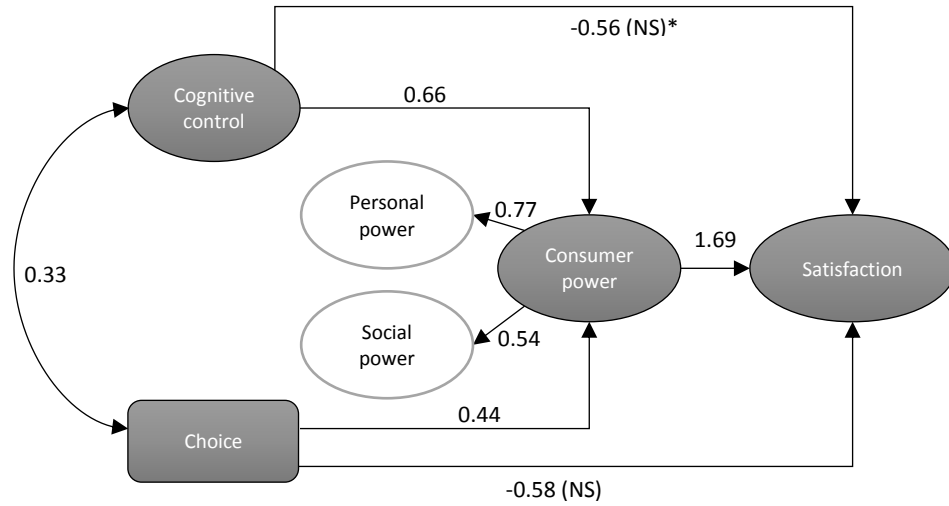 -0.56 (NS)*
Cognitive
control
0.66
Personal
power
0.77
Consumer
power
1.69
Satisfaction
0.33
Social
power
0.54
Choice
0.44
-0.58 (NS)